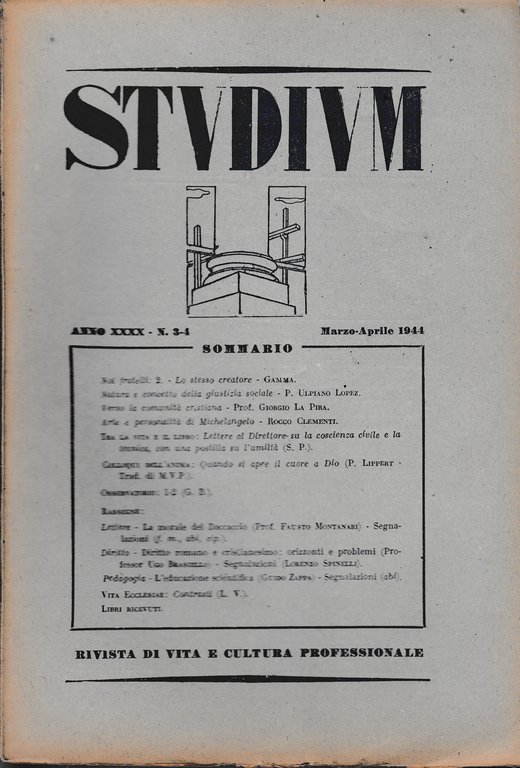 STVDIVM
ANNO XXXX - N. 3-4 Marzo-Aprile 1944
SOMMARIO
Noi fratelli: 2. - Lo stesso creatore - GAMMA.
Natura e concetto della giustizia sociale - P. ULPIANO LOPEZ.
Verso la comunità cristiana - Prof. GIORGIO LA PIRA.
Arte e personalità di Michelangelo - ROCCO CLEMENTI.
TRA LA VITA E IL LIBRO: Lettere al Direttore su la coscienza civile e la
tecnica, con una postilla su l'umiltà (S. P.).
COLLOQUI DELL'ANIMA: Quando si apre il cuore a Dio (P. LIPPERT -
Trad. di M.V.P.).
OSSERVATORIO: 1-2 (G. B.).
RASSEGNE:
Lettere - La morale del Boccaccio (Prof. FAUSTO MONTANARI) - Segna-
lazioni (f. m., abi, cip.).
Diritto - Diritto romano e cristianesimo: orizzonti e problemi (Pro-
fessor UGO BRASIELLO) - Segnalazioni (LORENZO SPINELLI).
Pedagogia - L'educazione scientifica (GUIDO ZAPPA) - Segnalazioni (abi).
VITA ECCLESIAE: Contrasti (L. V.).
LIBRI RICEVUTI.
RIVISTA DI VITA E CULTURA PROFESSIONALE